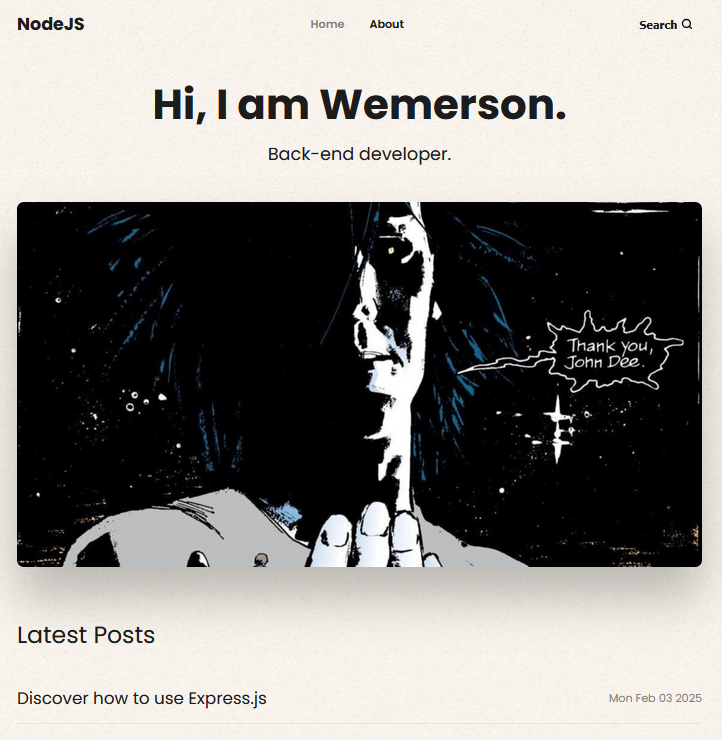 NodeJS
Home
About
Search
Hi, I am Wemerson.
Back-end developer.
Thank you,
John Dee.
Latest Posts
Discover how to use Express.js
Mon Feb 03 2025